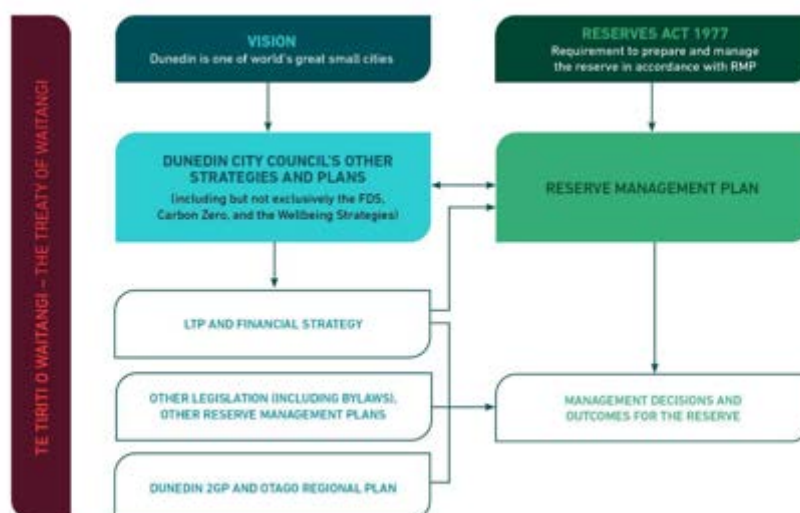 TE TIRITI O WAITANGI – THE TREATY OF WAITANGI
VISION
Dunedin is one of world's great small cities
RESERVES ACT 1977
Requirement to prepare and manage
the reserve in accordance with RMP
DUNEDIN CITY COUNCIL'S OTHER
STRATEGIES AND PLANS
(including but not exclusively the FDS,
Carbon Zero, and the Wellbeing Strategies)
RESERVE MANAGEMENT PLAN
LTP AND FINANCIAL STRATEGY
OTHER LEGISLATION (INCLUDING BYLAWS),
OTHER RESERVE MANAGEMENT PLANS
MANAGEMENT DECISIONS AND
OUTCOMES FOR THE RESERVE
DUNEDIN 2GP AND OTAGO REGIONAL PLAN